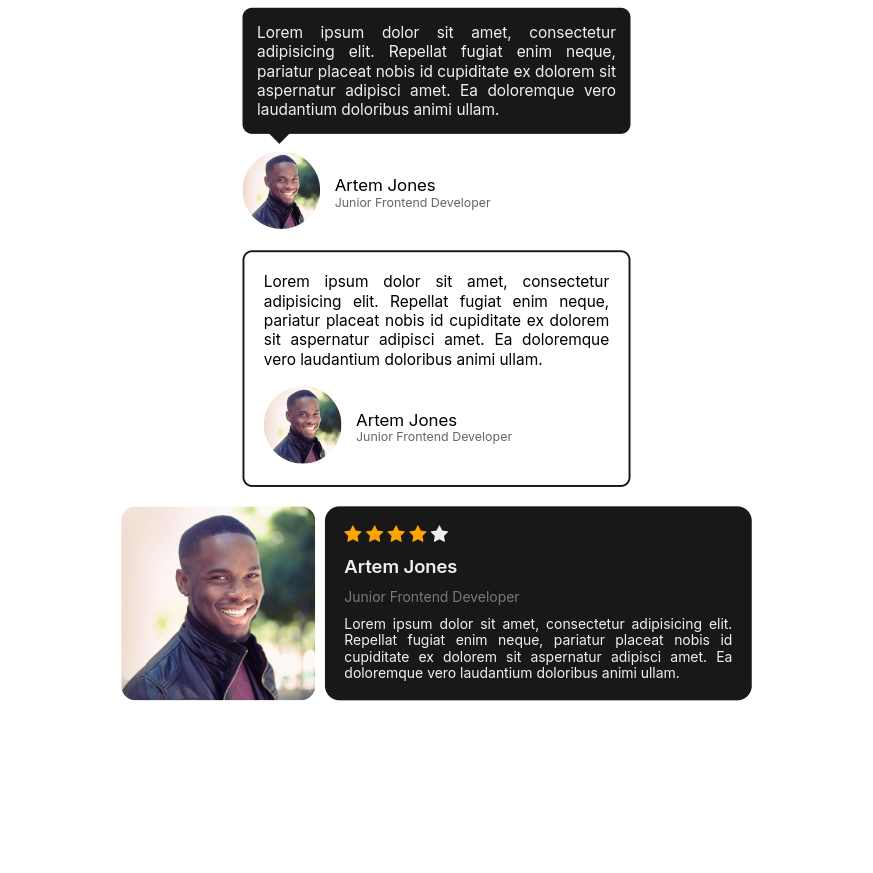 Lorem ipsum dolor sit amet, consectetur
adipisicing elit. Repellat fugiat enim neque,
pariatur placeat nobis id cupiditate ex dolorem sit
aspernatur adipisci amet. Ea doloremque vero
laudantium doloribus animi ullam.
Artem Jones
Junior Frontend Developer
Lorem ipsum dolor sit amet, consectetur
adipisicing elit. Repellat fugiat enim neque,
pariatur placeat nobis id cupiditate ex dolorem
sit aspernatur adipisci amet. Ea doloremque
vero laudantium doloribus animi ullam.
Artem Jones
Junior Frontend Developer
Artem Jones
Junior Frontend Developer
Lorem ipsum dolor sit amet, consectetur adipisicing elit.
Repellat fugiat enim neque, pariatur placeat nobis id
cupiditate ex dolorem sit aspernatur adipisci amet. Ea
doloremque vero laudantium doloribus animi ullam.